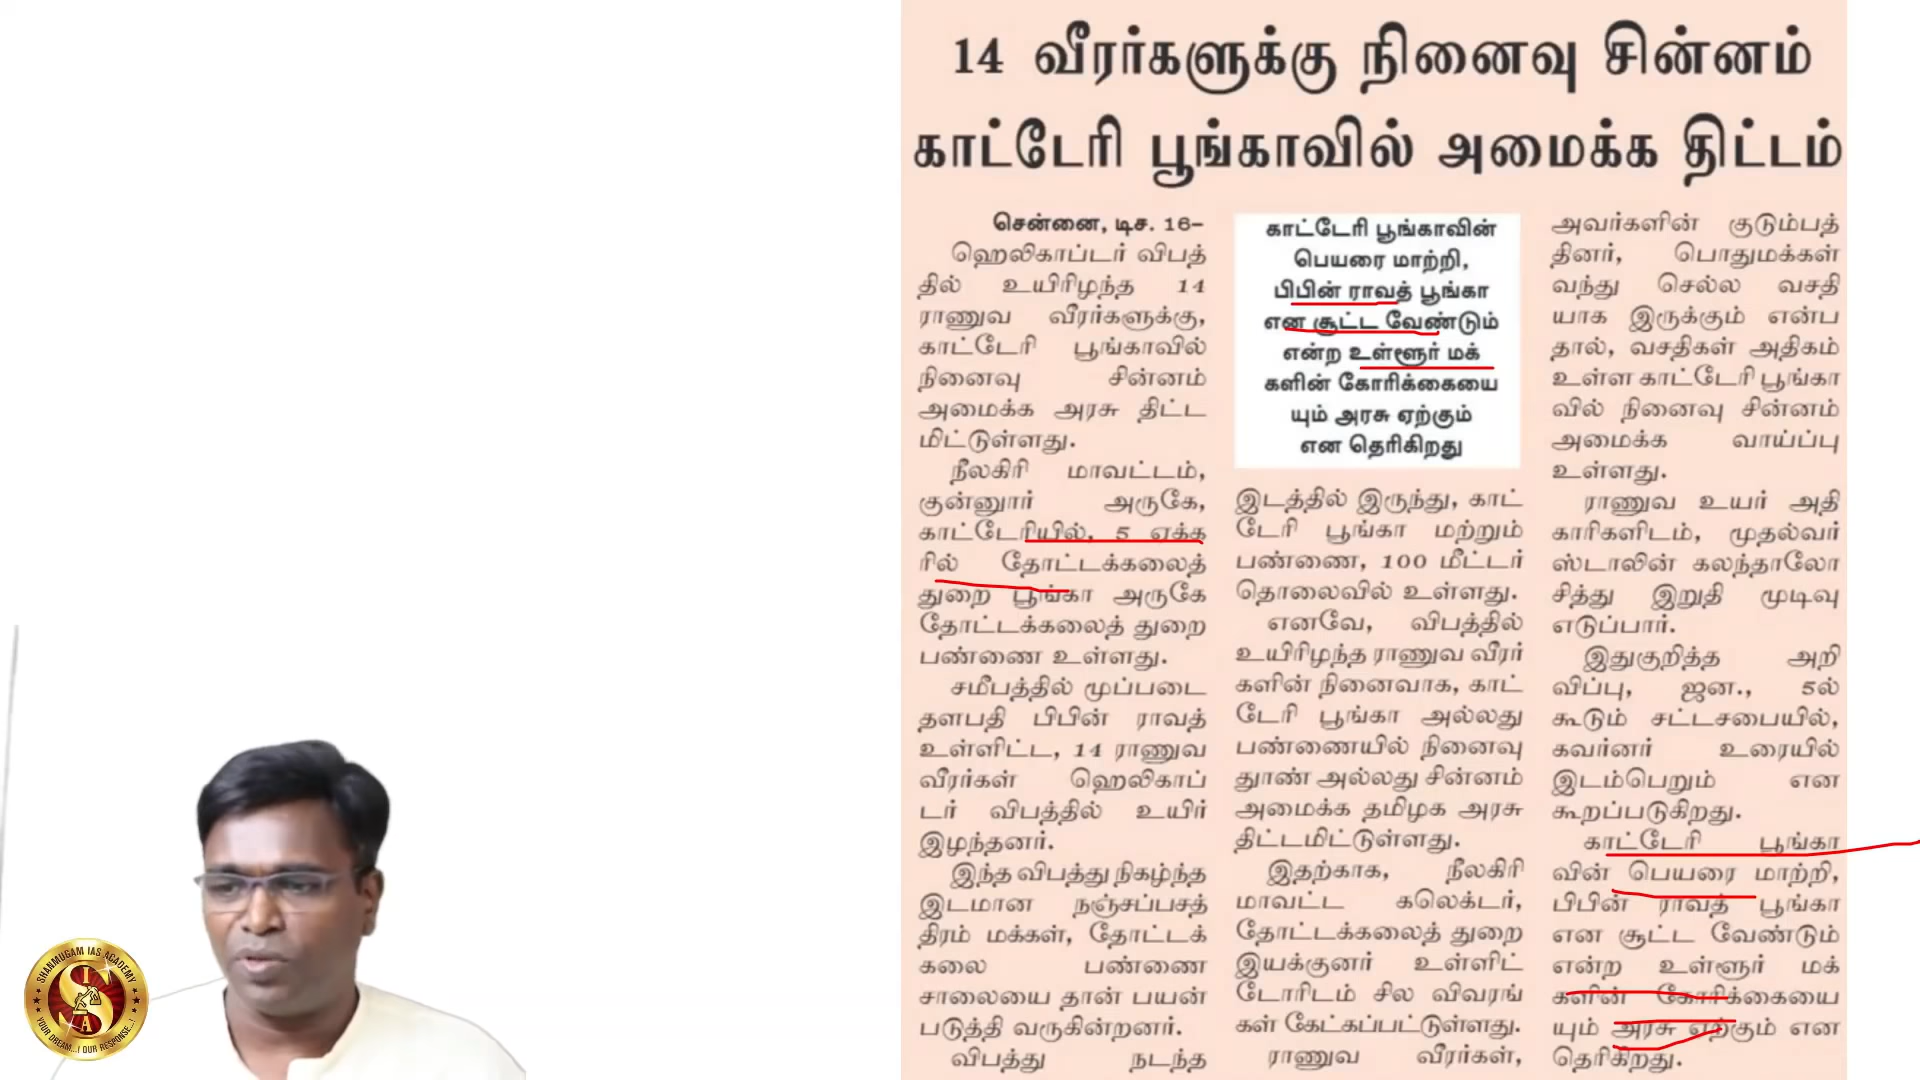 14 வீரர்களுக்கு நினைவு சின்னம்
காட்டேரி பூங்காவில் அமைக்க திட்டம்
சென்னை, டிச. 16–
ஹெலிகாப்டர் விபத்
தில் உயிரிழந்த 14
ராணுவ வீரர்களுக்கு,
காட்டேரி பூங்காவில்
நினைவு சின்னம்
அமைக்க அரசு திட்ட
மிட்டுள்ளது.
நீலகிரி மாவட்டம்,
குன்னுார் அருகே,
காட்டேரியில், 5 ஏக்க
ரில் தோட்டக்கலைத்
துறை பூங்கா அருகே
தோட்டக்கலைத் துறை
பண்ணை உள்ளது.
சமீபத்தில் முப்படை
தளபதி பிபின் ராவத்
உள்ளிட்ட, 14 ராணுவ
வீரர்கள் ஹெலிகாப்
டர் விபத்தில் உயிர்
இழந்தனர்.
இந்த விபத்து நிகழ்ந்த
இடமான நஞ்சப்பசத்
திரம் மக்கள், தோட்டக்
கலை பண்ணை
சாலையை தான் பயன்
படுத்தி வருகின்றனர்.
விபத்து நடந்த
காட்டேரி பூங்காவின்
பெயரை மாற்றி,
பிபின் ராவத் பூங்கா
என சூட்ட வேண்டும்
என்ற உள்ளூர் மக்
களின் கோரிக்கையை
யும் அரசு ஏற்கும்
என தெரிகிறது
இடத்தில் இருந்து, காட்
டேரி பூங்கா மற்றும்
பண்ணை, 100 மீட்டர்
தொலைவில் உள்ளது.
எனவே, விபத்தில்
உயிரிழந்த ராணுவ வீரர்
களின் நினைவாக, காட்
டேரி பூங்கா அல்லது
பண்ணையில் நினைவு
துாண் அல்லது சின்னம்
அமைக்க தமிழக அரசு
திட்டமிட்டுள்ளது.
இதற்காக, நீலகிரி
மாவட்ட கலெக்டர்,
தோட்டக்கலைத் துறை
இயக்குனர் உள்ளிட்
டோரிடம் சில விவரங்
கள் கேட்கப்பட்டுள்ளது.
ராணுவ வீரர்கள்,
அவர்களின் குடும்பத்
தினர், பொதுமக்கள்
வந்து செல்ல வசதி
யாக இருக்கும் என்ப
தால், வசதிகள் அதிகம்
உள்ள காட்டேரி பூங்கா
வில் நினைவு சின்னம்
அமைக்க வாய்ப்பு
உள்ளது.
ராணுவ உயர் அதி
காரிகளிடம், முதல்வர்
ஸ்டாலின் கலந்தாலோ
சித்து இறுதி முடிவு
எடுப்பார்.
இதுகுறித்த அறி
விப்பு, ஜன., 5ல்
கூடும் சட்டசபையில்,
கவர்னர் உரையில்
இடம்பெறும் என
கூறப்படுகிறது.
காட்டேரி பூங்கா
வின் பெயரை மாற்றி,
பிபின் ராவத் பூங்கா
என சூட்ட வேண்டும்
என்ற உள்ளூர் மக்
களின் கோரிக்கையை
யும் அரசு ஏற்கும் என
தெரிகிறது.
SHANMUGAM IAS ACADEMY
SIA
YOUR DREAM...! OUR RESPONSE...!